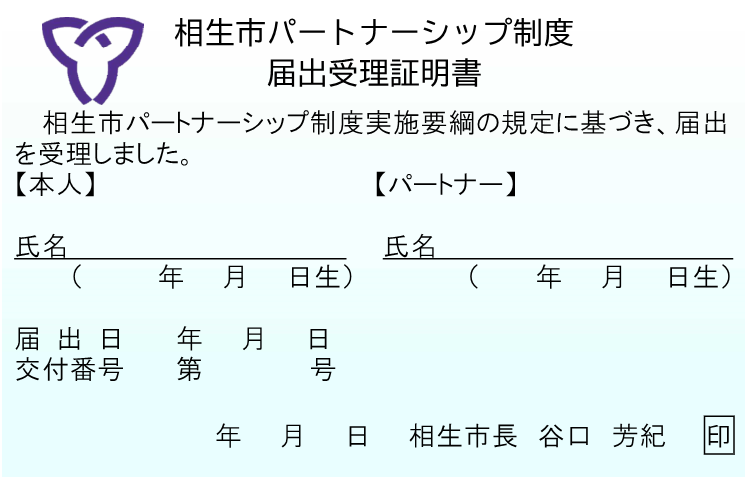 相生市パートナーシップ制度
届出受理証明書
相生市パートナーシップ制度実施要綱の規定に基づき、届出
を受理しました。
【本人】 【パートナー】
氏名 氏名
（ 年 月 日生） （ 年 月 日生）
届 出 日 年 月 日
交付番号 第 号
年 月 日 相生市長 谷口 芳紀 印